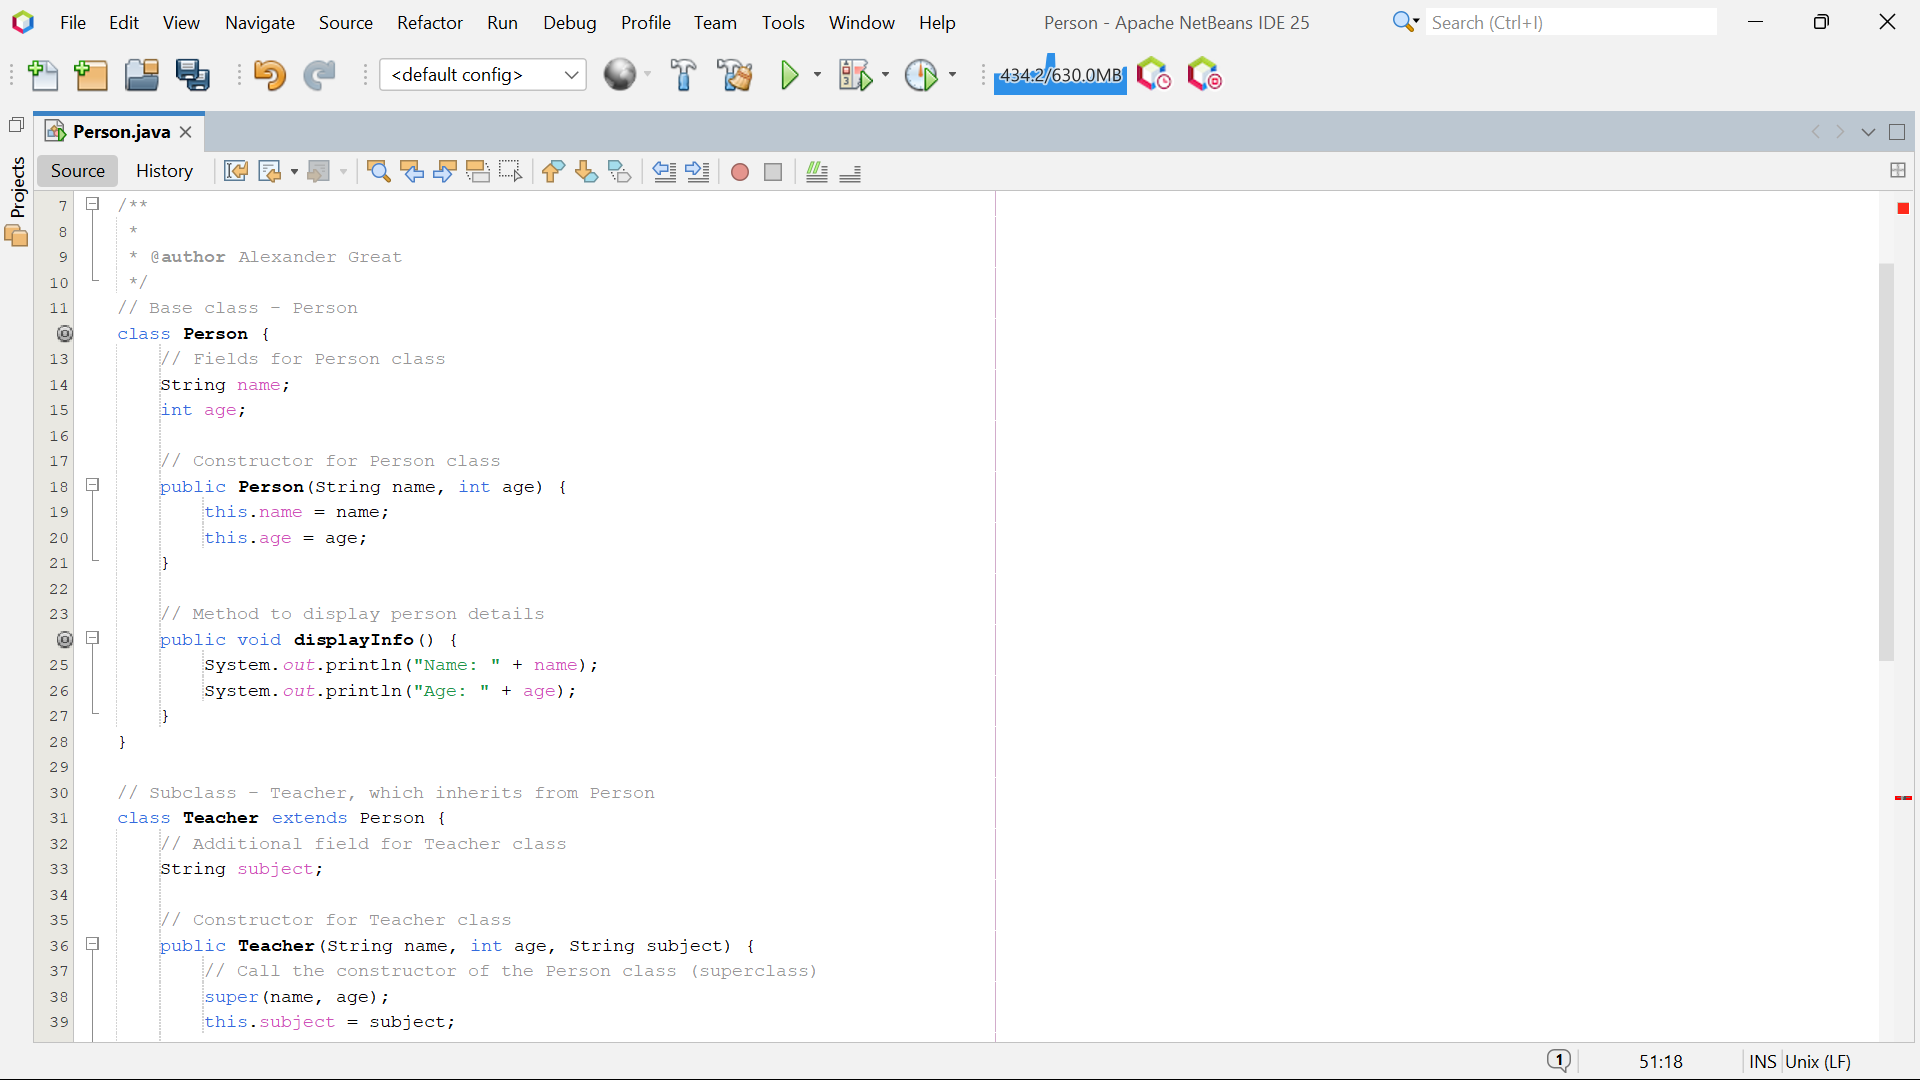 File Edit View Navigate Source Refactor Run Debug Profile Team Tools Window Help Person - Apache NetBeans IDE 25 Search (Ctrl+I)
<default config> 434.2/630.0MB
Projects
Person.java
Source History
7 /**
8 *
9 * @author Alexander Great
10 */
11 // Base class - Person
class Person {
13 // Fields for Person class
14 String name;
15 int age;
16
17 // Constructor for Person class
18 public Person(String name, int age) {
19 this.name = name;
20 this.age = age;
21 }
22
23 // Method to display person details
public void displayInfo() {
25 System.out.println("Name: " + name);
26 System.out.println("Age: " + age);
27 }
28 }
29
30 // Subclass - Teacher, which inherits from Person
31 class Teacher extends Person {
32 // Additional field for Teacher class
33 String subject;
34
35 // Constructor for Teacher class
36 public Teacher(String name, int age, String subject) {
37 // Call the constructor of the Person class (superclass)
38 super(name, age);
39 this.subject = subject;
1 51:18 INS Unix (LF)